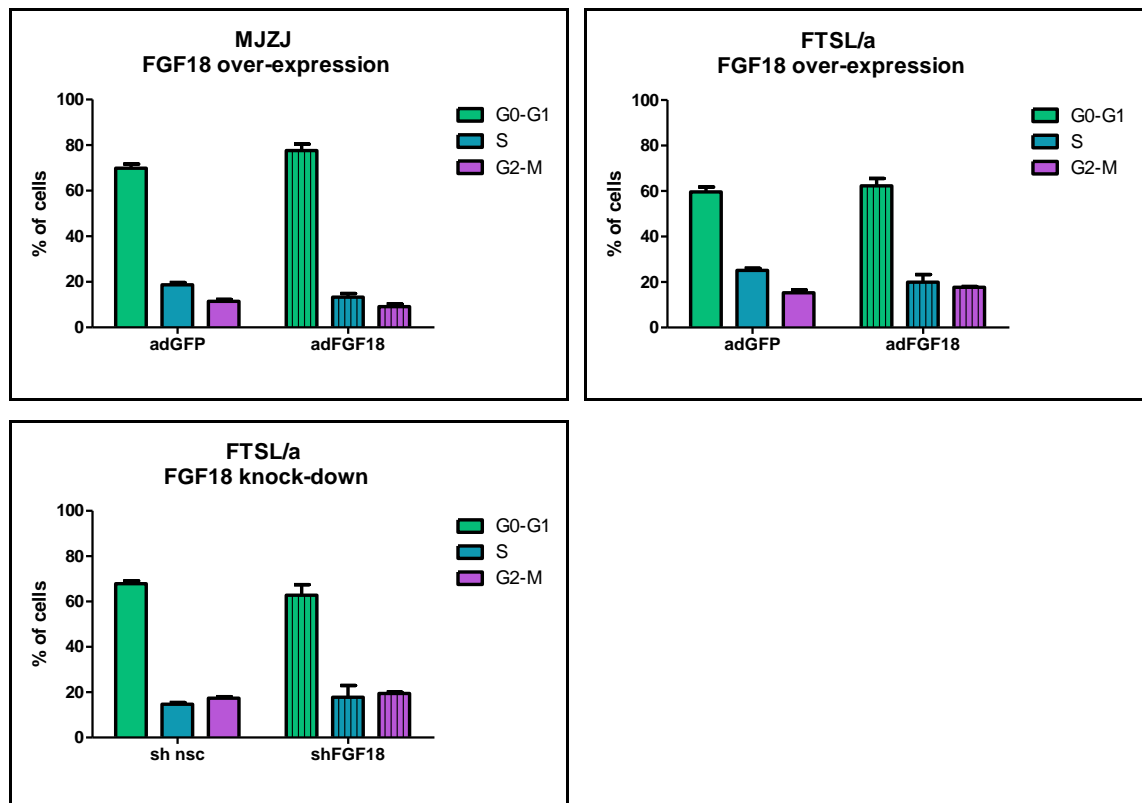 MJZJ
FGF18 over-expression
100
80
60
40
20
0
% of cells
adGFP
adFGF18
G0-G1
S
G2-M
FTSL/a
FGF18 over-expression
100
80
60
40
20
0
% of cells
adGFP
adFGF18
G0-G1
S
G2-M
FTSL/a
FGF18 knock-down
100
80
60
40
20
0
% of cells
sh nsc
shFGF18
G0-G1
S
G2-M